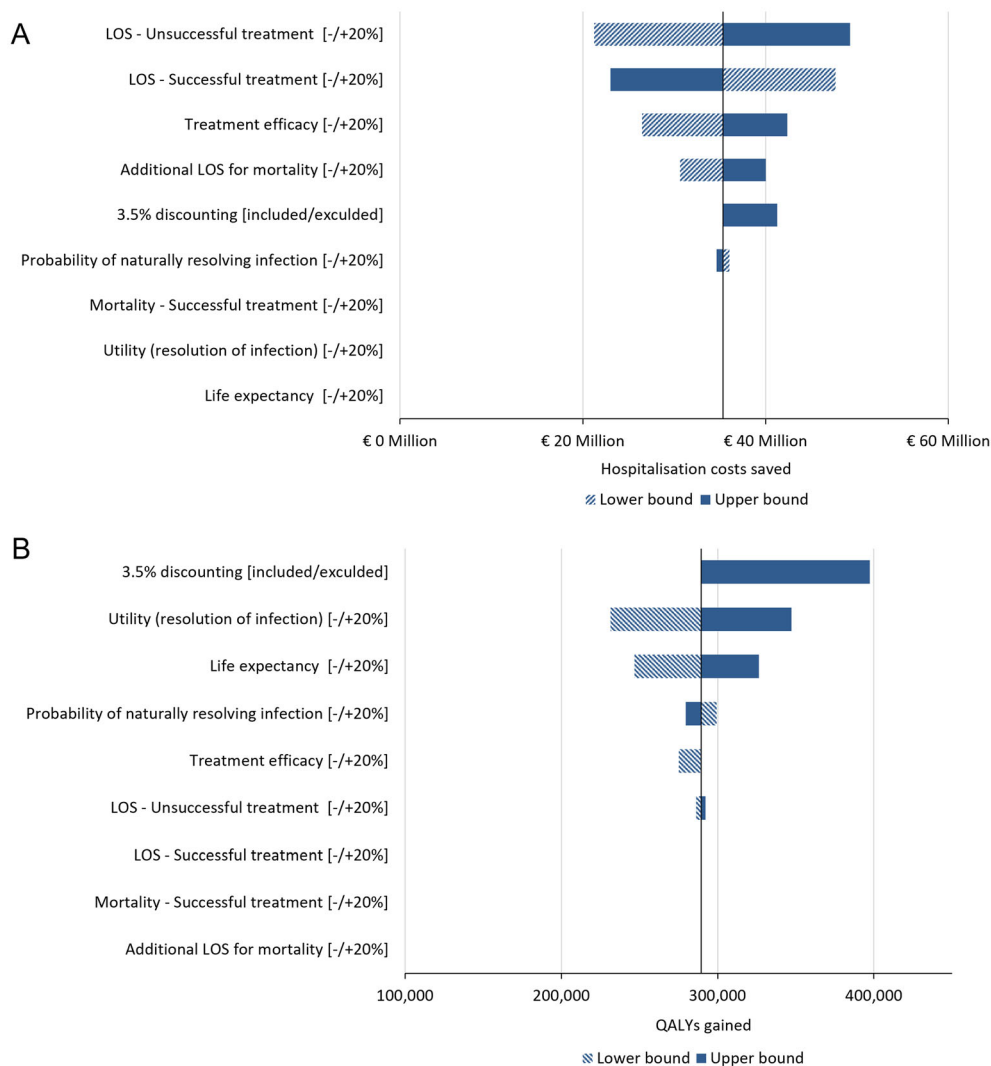 A
LOS - Unsuccessful treatment [-/+20%]
LOS - Successful treatment [-/+20%]
Treatment efficacy [-/+20%]
Additional LOS for mortality [-/+20%]
3.5% discounting [included/exculded]
Probability of naturally resolving infection [-/+20%]
Mortality - Successful treatment [-/+20%]
Utility (resolution of infection) [-/+20%]
Life expectancy [-/+20%]
€ 0 Million € 20 Million € 40 Million € 60 Million
Hospitalisation costs saved
Lower bound Upper bound
B
3.5% discounting [included/exculded]
Utility (resolution of infection) [-/+20%]
Life expectancy [-/+20%]
Probability of naturally resolving infection [-/+20%]
Treatment efficacy [-/+20%]
LOS - Unsuccessful treatment [-/+20%]
LOS - Successful treatment [-/+20%]
Mortality - Successful treatment [-/+20%]
Additional LOS for mortality [-/+20%]
100,000 200,000 300,000 400,000
QALYs gained
Lower bound Upper bound